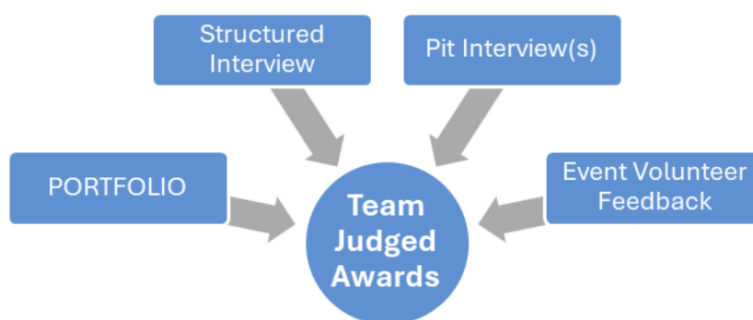 Structured
Interview
Pit Interview(s)
PORTFOLIO
Event Volunteer
Feedback
Team
Judged
Awards